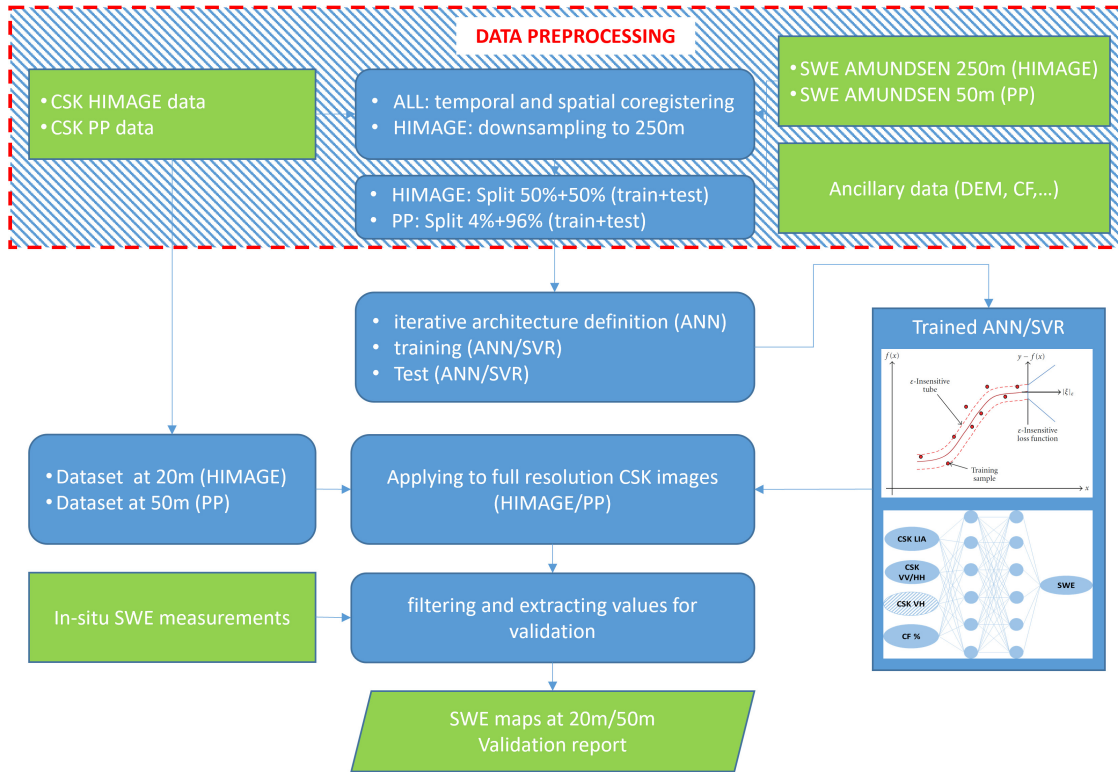 DATA PREPROCESSING
• CSK HIMAGE data
• CSK PP data
• ALL: temporal and spatial coregistering
• HIMAGE: downsampling to 250m
• SWE AMUNDSEN 250m (HIMAGE)
• SWE AMUNDSEN 50m (PP)
• HIMAGE: Split 50%+50% (train+test)
• PP: Split 4%+96% (train+test)
Ancillary data (DEM, CF,...)
• iterative architecture definition (ANN)
• training (ANN/SVR)
• Test (ANN/SVR)
Trained ANN/SVR
f(x)
y − f(x)
ε-Insensitive
tube
|ξ|ε
ε-Insensitive
loss function
Training
sample
x
• Dataset at 20m (HIMAGE)
• Dataset at 50m (PP)
Applying to full resolution CSK images
(HIMAGE/PP)
CSK LIA
CSK
VV/HH
CSK VH
CF %
SWE
In-situ SWE measurements
filtering and extracting values for
validation
SWE maps at 20m/50m
Validation report